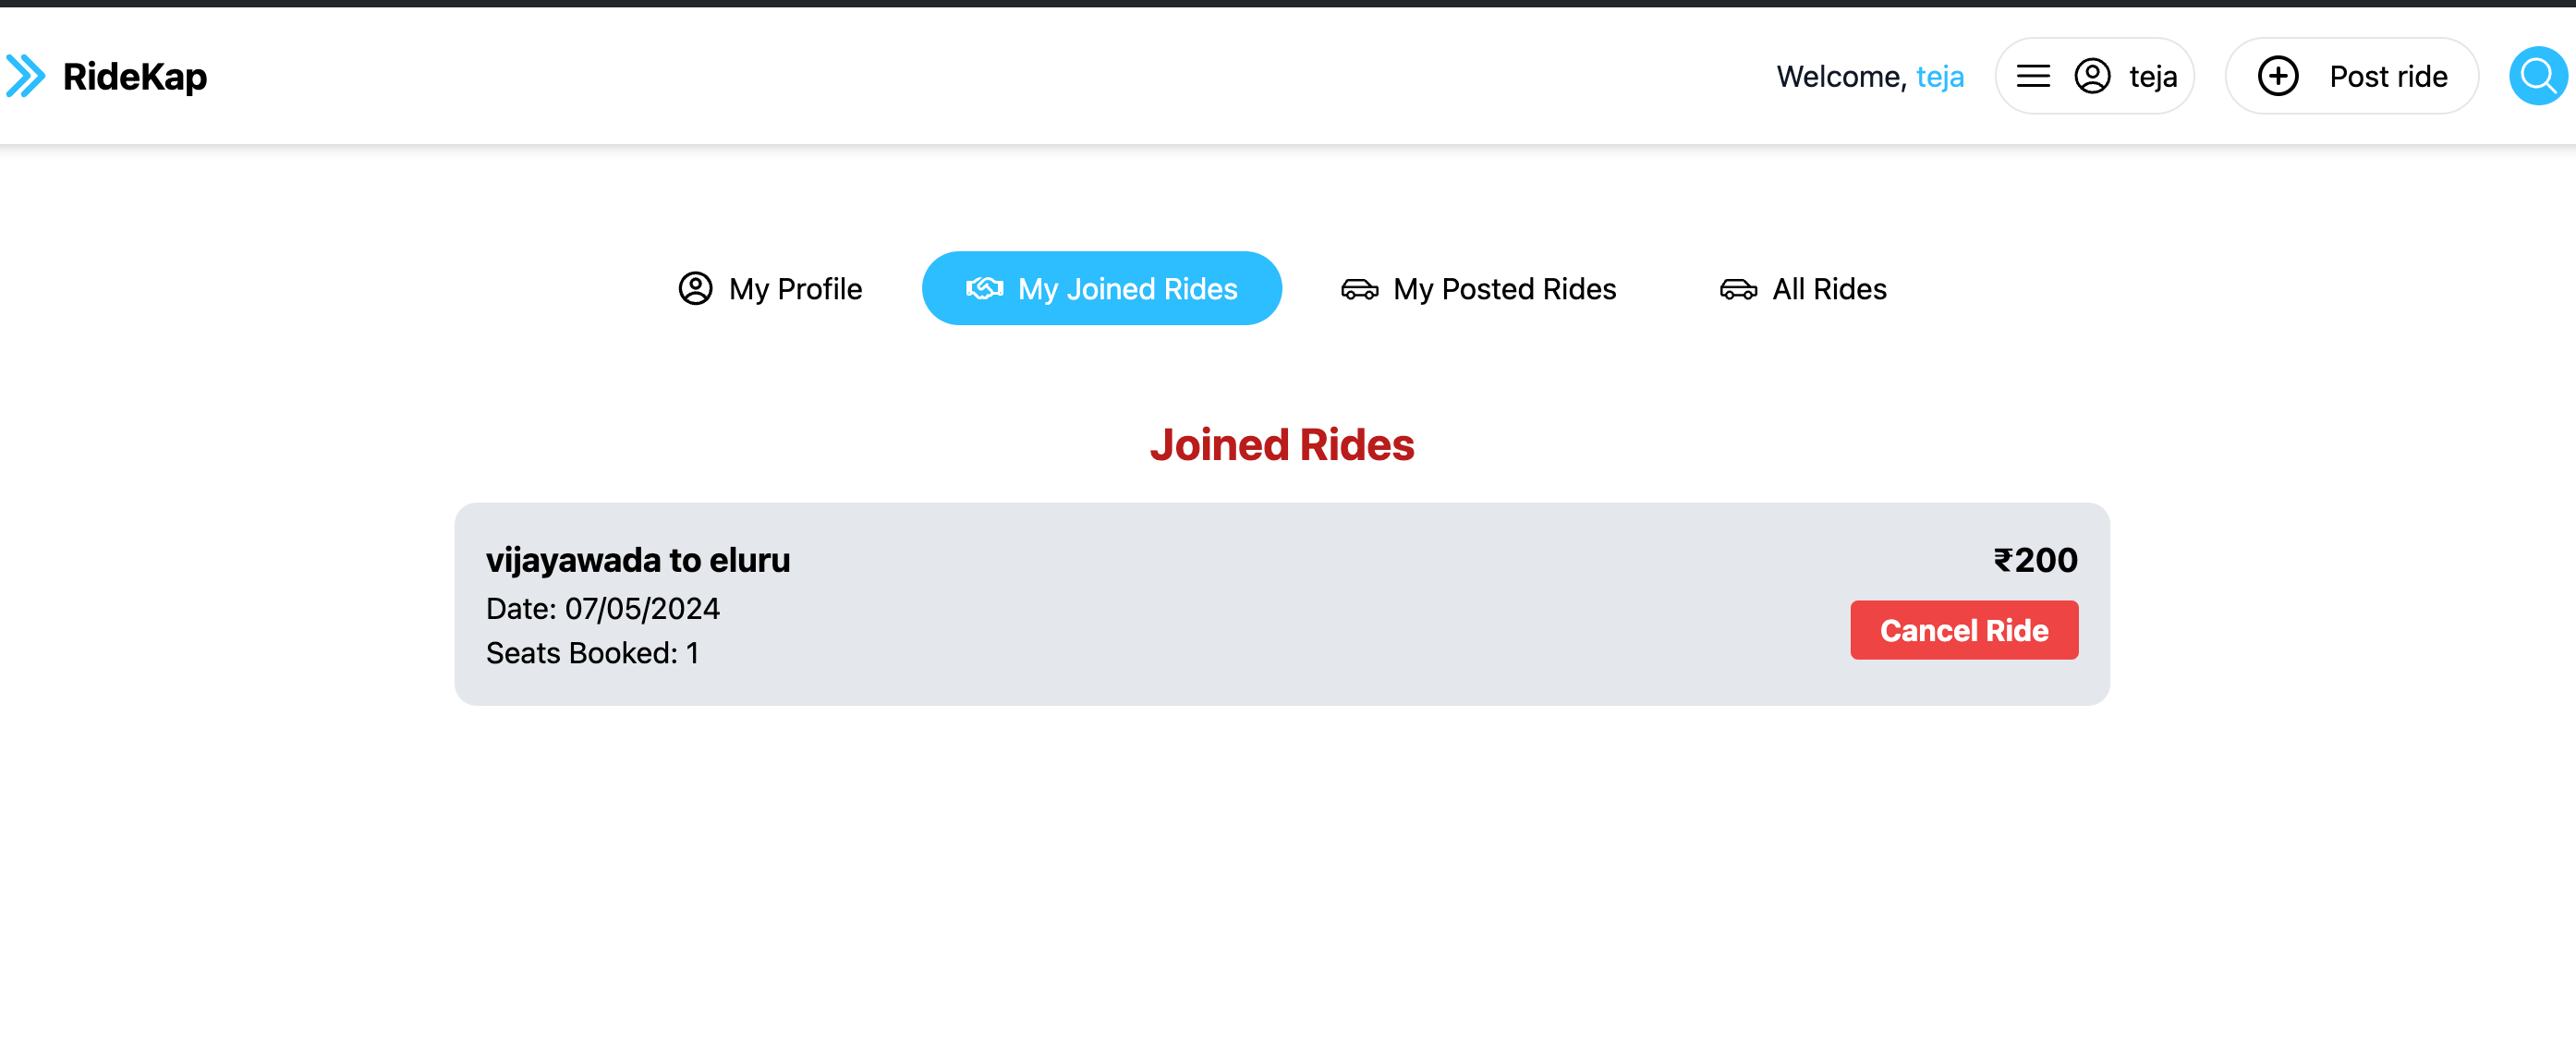 RideKap
Welcome, teja
teja
Post ride
My Profile
My Joined Rides
My Posted Rides
All Rides
Joined Rides
vijayawada to eluru
₹200
Date: 07/05/2024
Cancel Ride
Seats Booked: 1